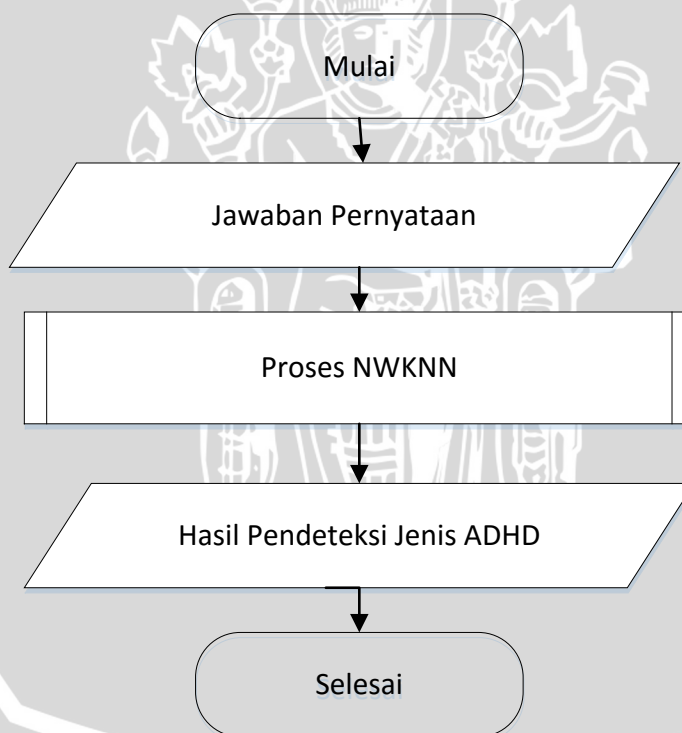 Mulai
Jawaban Pernyataan
Proses NWKNN
Hasil Pendeteksi Jenis ADHD
Selesai